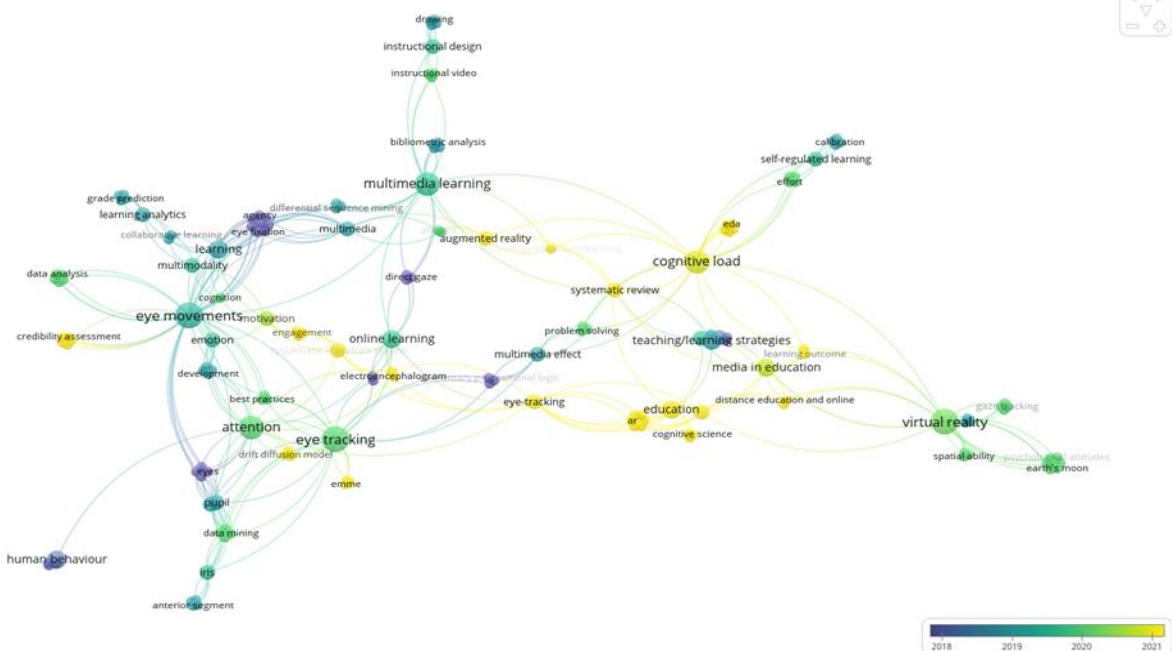 drawing
instructional design
instructional video
bibliometric analysis
multimedia learning
calibration
self-regulated learning
effort
grade prediction
learning analytics
differential sequence mining
agency
eye fixation
multimedia
collaborative learning
learning
multimodality
augmented reality
eda
cognitive load
data analysis
direct gaze
systematic review
cognition
eye movements
motivation
engagement
credibility assessment
emotion
online learning
problem solving
multimedia effect
teaching/learning strategies
learning outcome
media in education
development
electroencephalogram
best practices
eye-tracking
education
distance education and online
ar
cognitive science
gaze tracking
virtual reality
attention
eye tracking
drift diffusion model
spatial ability
earth's moon
eyes
emme
pupil
data mining
human behaviour
iris
anterior segment
2018
2019
2020
2021